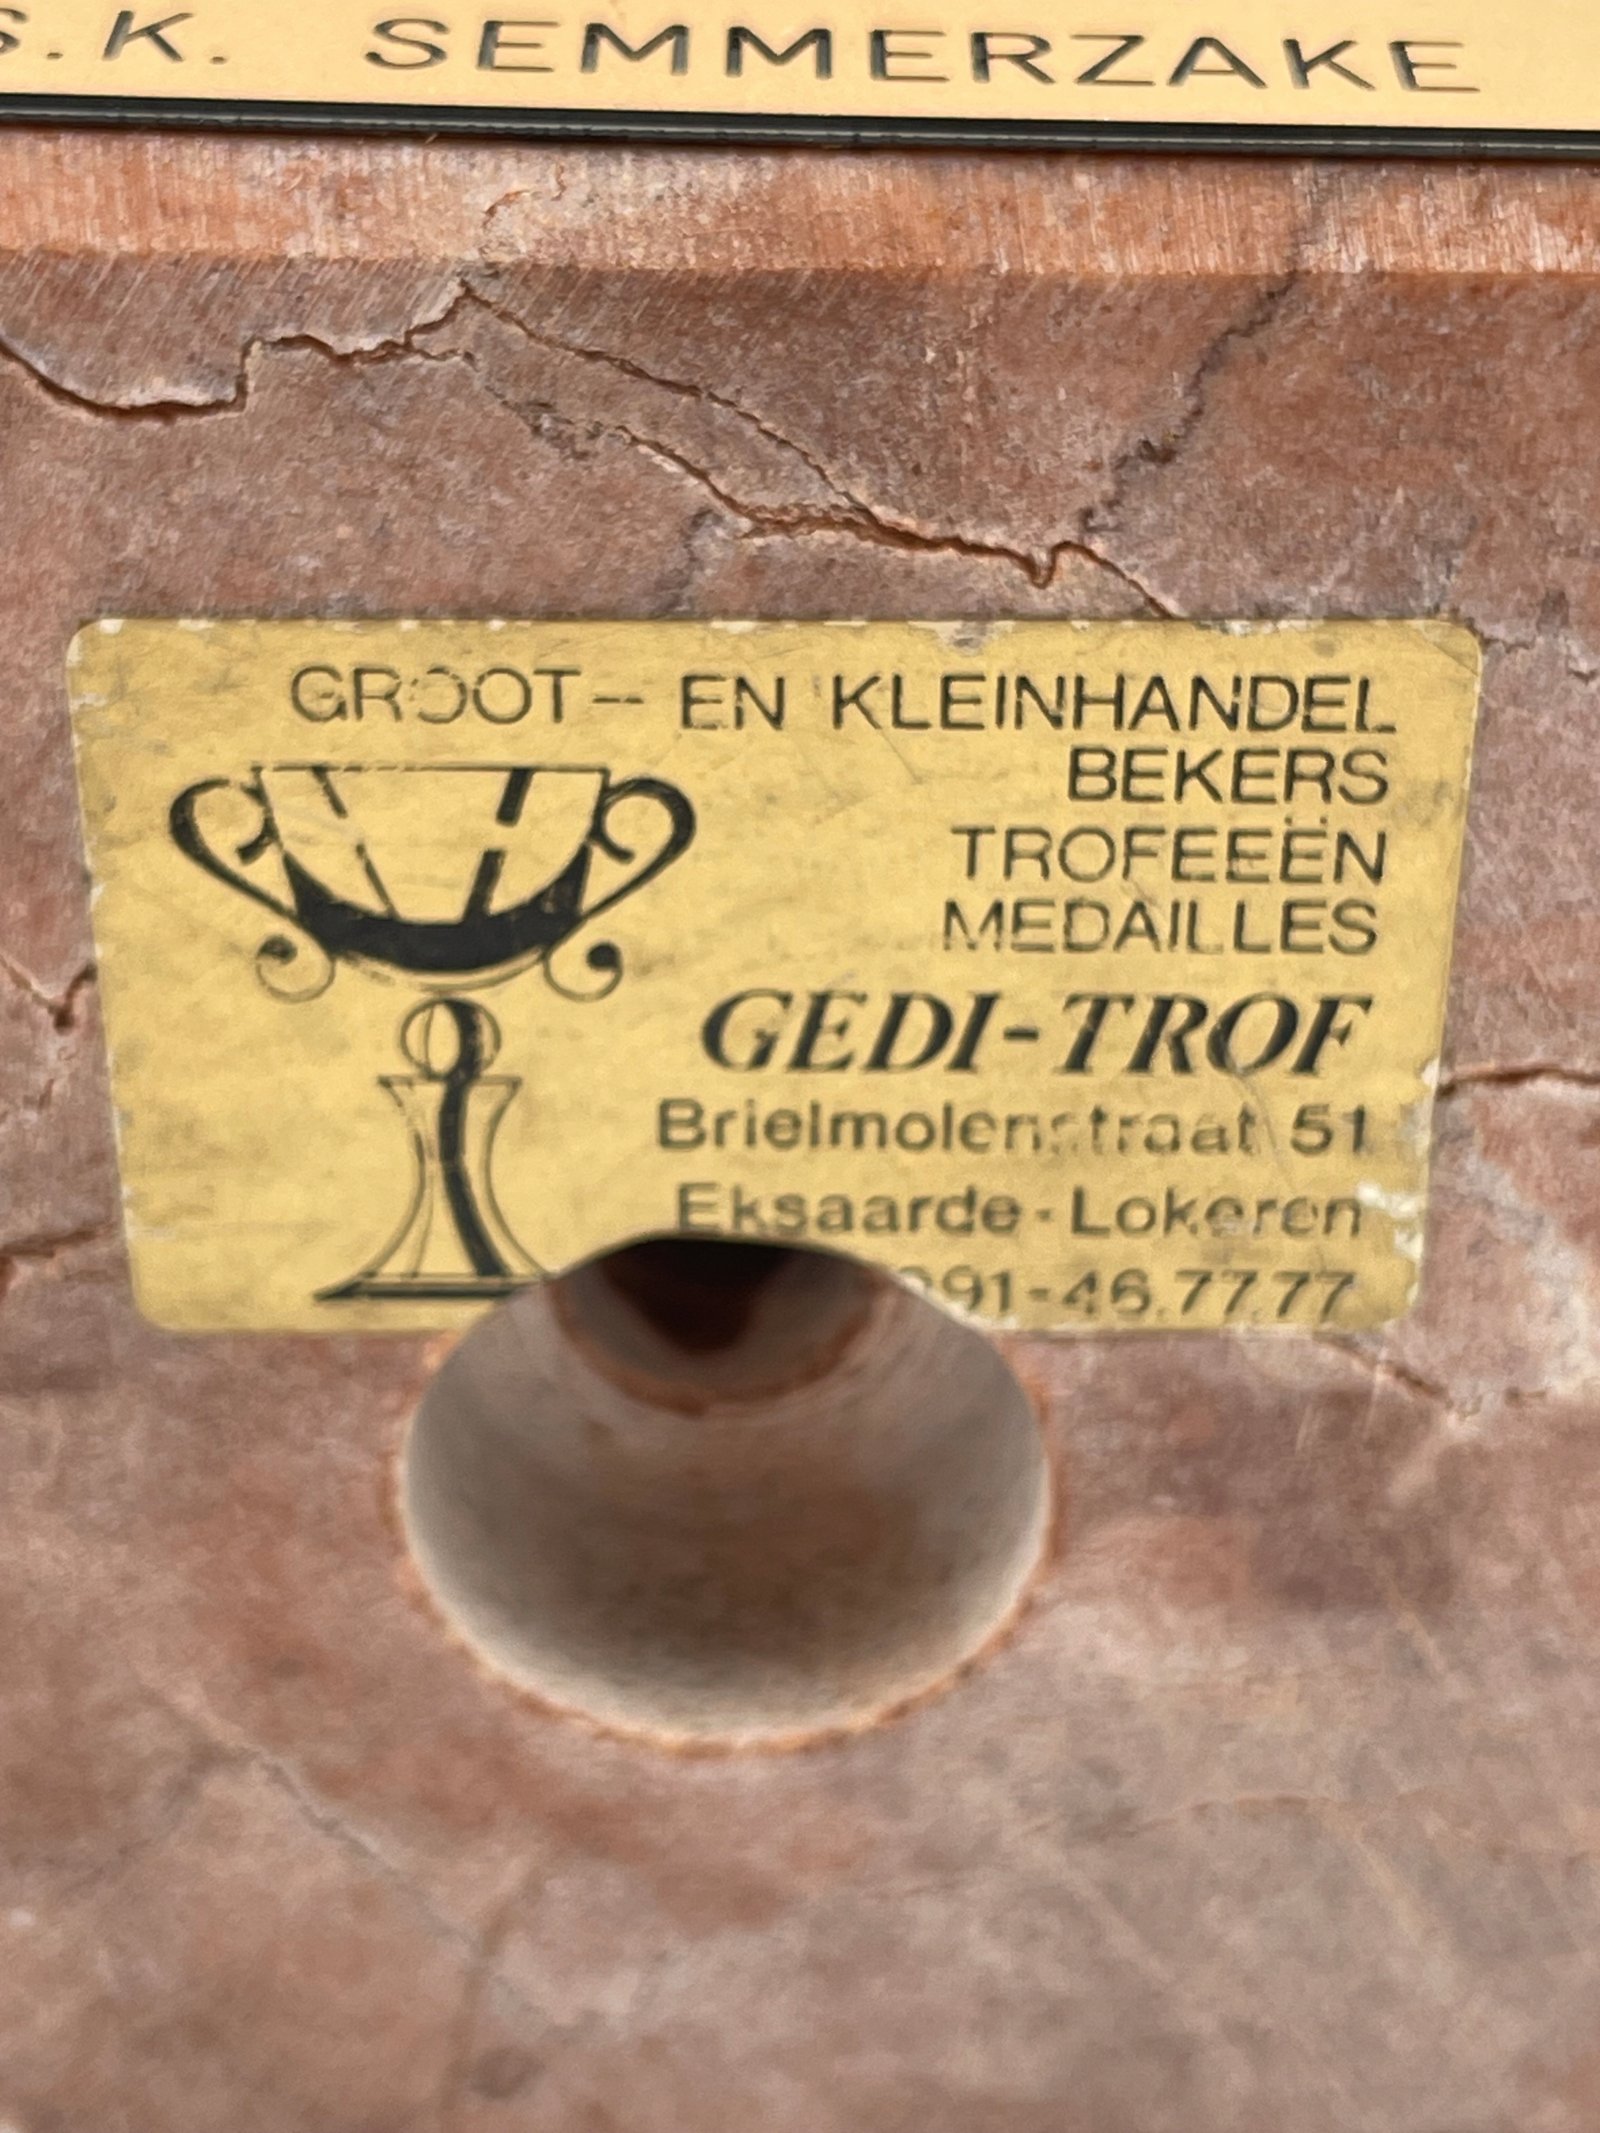 S.K. SEMMERZAKE
GROOT-- EN KLEINHANDEL
BEKERS
TROFEEËN
MEDAILLES
GEDI-TROF
Brielmolenstraat 51
Eksaarde - Lokeren
091-46.77.77